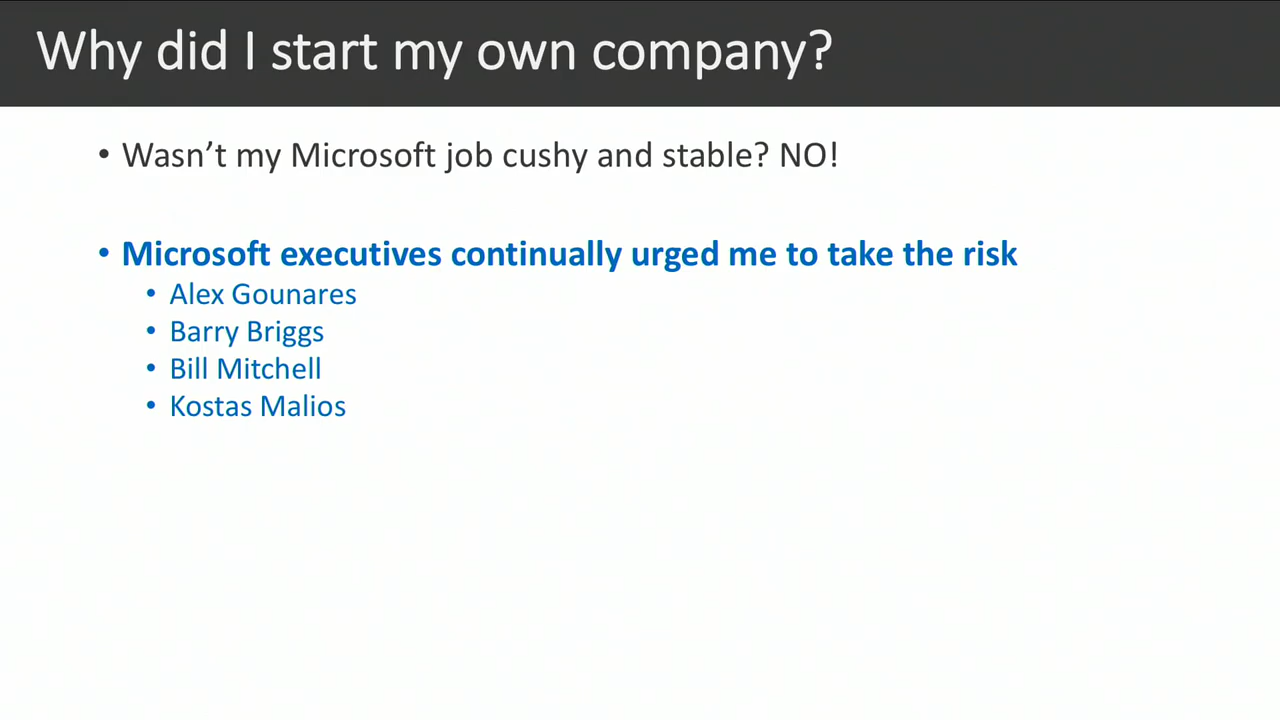 Why did I start my own company?
• Wasn’t my Microsoft job cushy and stable? NO!
• Microsoft executives continually urged me to take the risk
• Alex Gounares
• Barry Briggs
• Bill Mitchell
• Kostas Malios